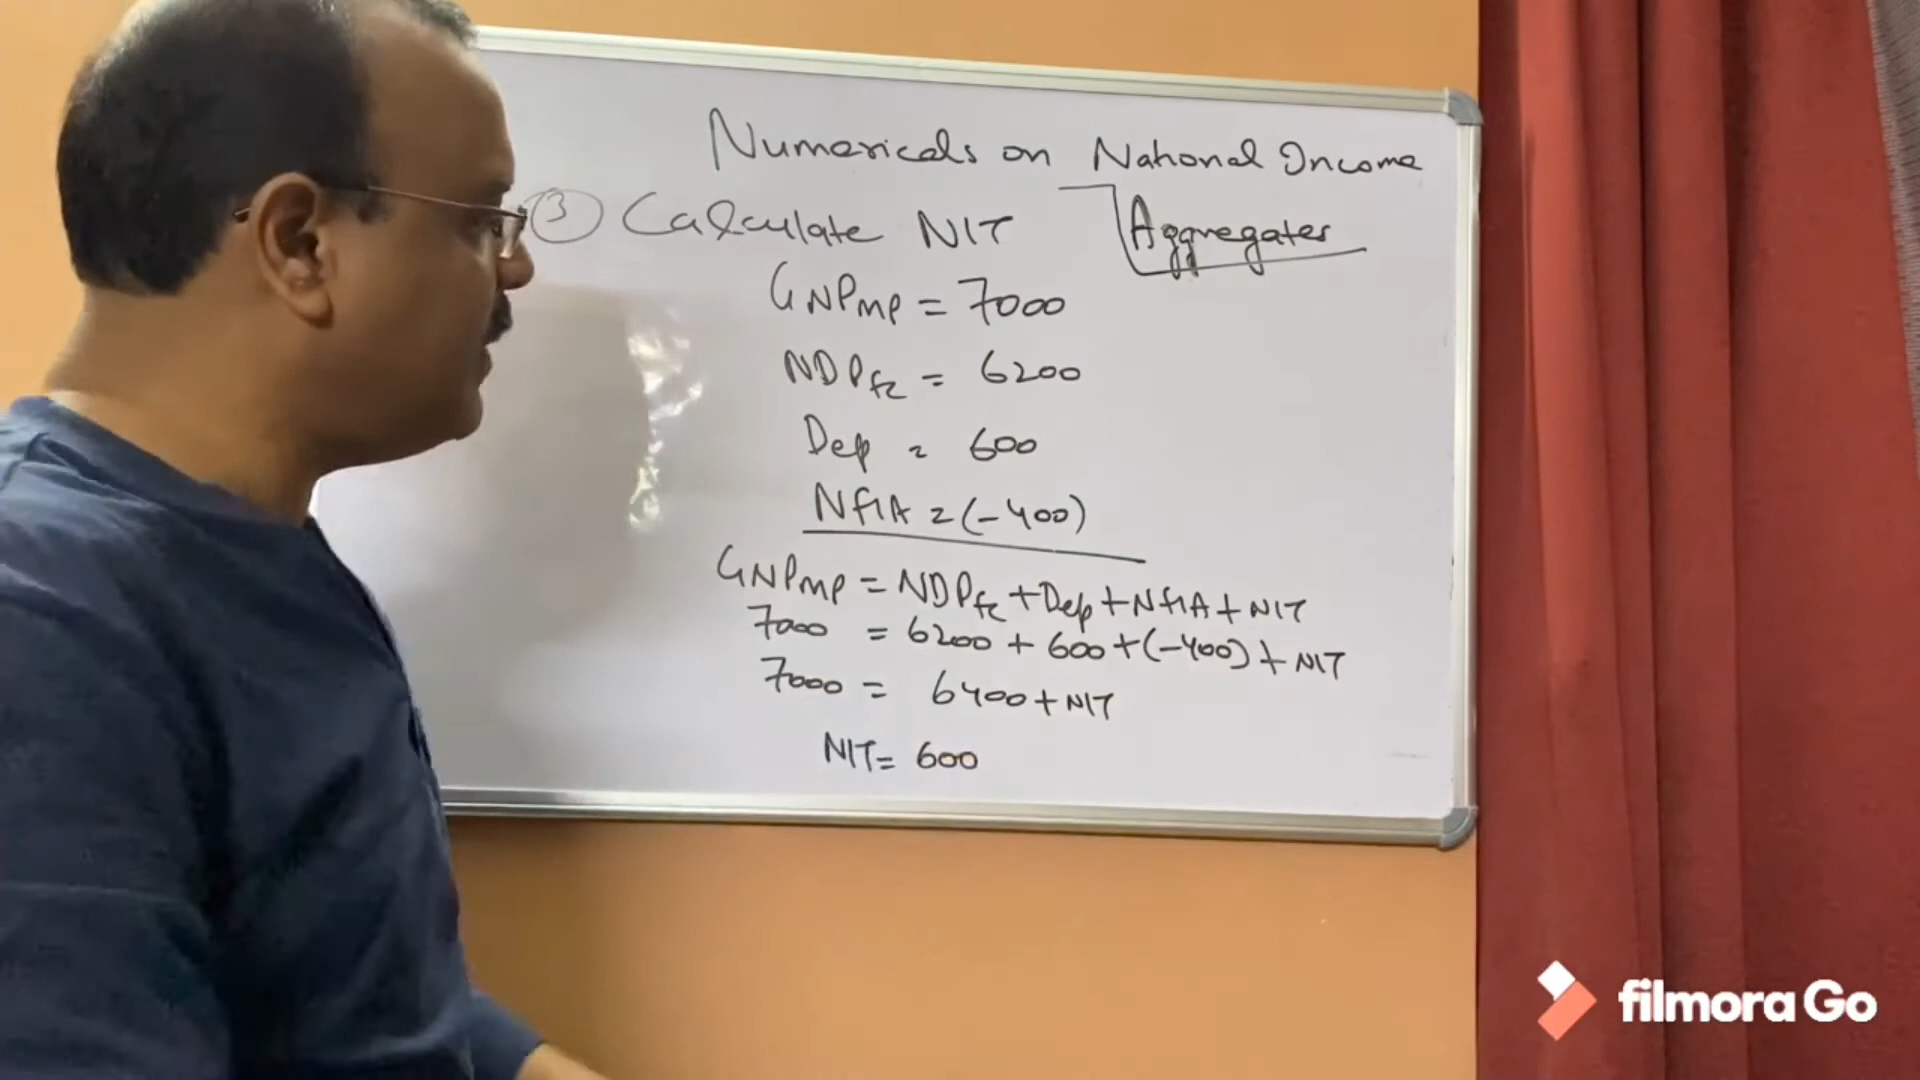 Numericals on National Income
Aggregates
3 Calculate NIT
GNPmp = 7000
NDPfc = 6200
Dep = 600
NFIA = (-400)
GNPmp = NDPfc + Dep + NFIA + NIT
7000 = 6200 + 600 + (-400) + NIT
7000 = 6400 + NIT
NIT = 600
filmora Go